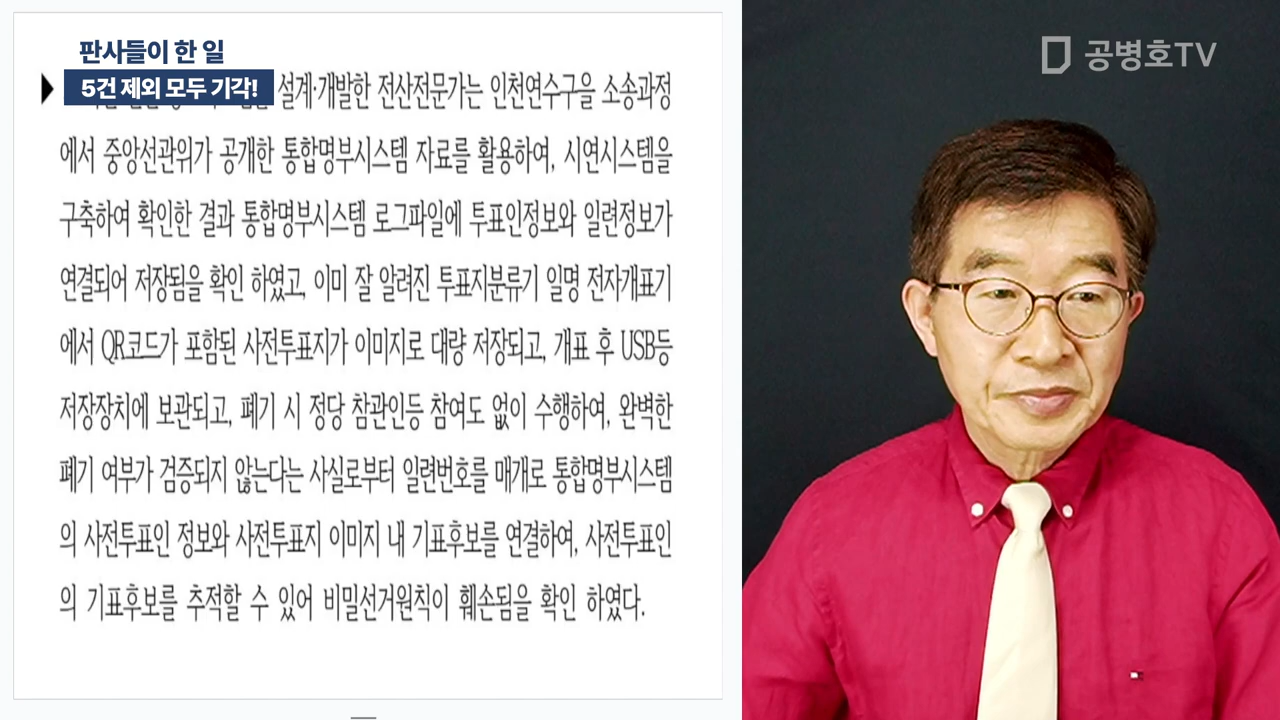 판사들이 한 일
5건 제외 모두 기각!
설계·개발한 전산전문가는 인천연수구을 소송과정
에서 중앙선관위가 공개한 통합명부시스템 자료를 활용하여, 시연시스템을
구축하여 확인한 결과 통합명부시스템 로그파일에 투표인정보와 일련정보가
연결되어 저장됨을 확인 하였고, 이미 잘 알려진 투표지분류기 일명 전자개표기
에서 QR코드가 포함된 사전투표지가 이미지로 대량 저장되고, 개표 후 USB등
저장장치에 보관되고, 폐기 시 정당 참관인등 참여도 없이 수행하여, 완벽한
폐기 여부가 검증되지 않는다는 사실로부터 일련번호를 매개로 통합명부시스템
의 사전투표인 정보와 사전투표지 이미지 내 기표후보를 연결하여, 사전투표인
의 기표후보를 추적할 수 있어 비밀선거원칙이 훼손됨을 확인 하였다.
공병호TV